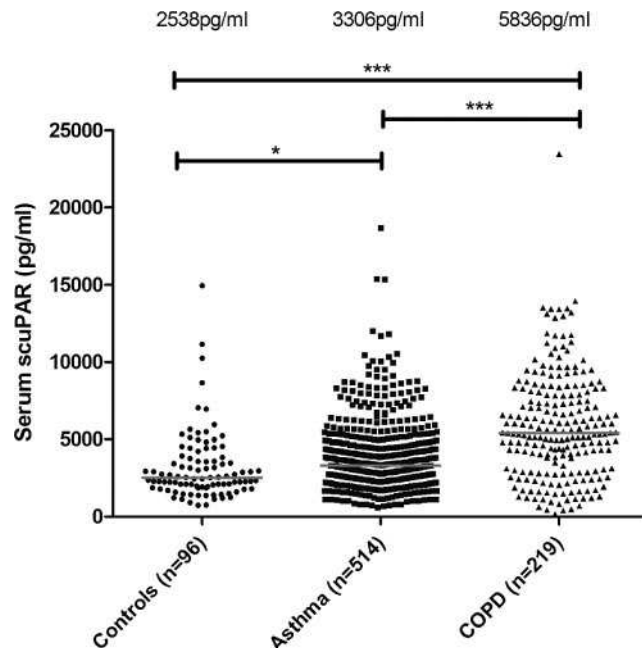 2538pg/ml 3306pg/ml 5836pg/ml
***
***
*
25000
20000
15000
10000
5000
0
Serum scuPAR (pg/ml)
Controls (n=96)
Asthma (n=514)
COPD (n=219)